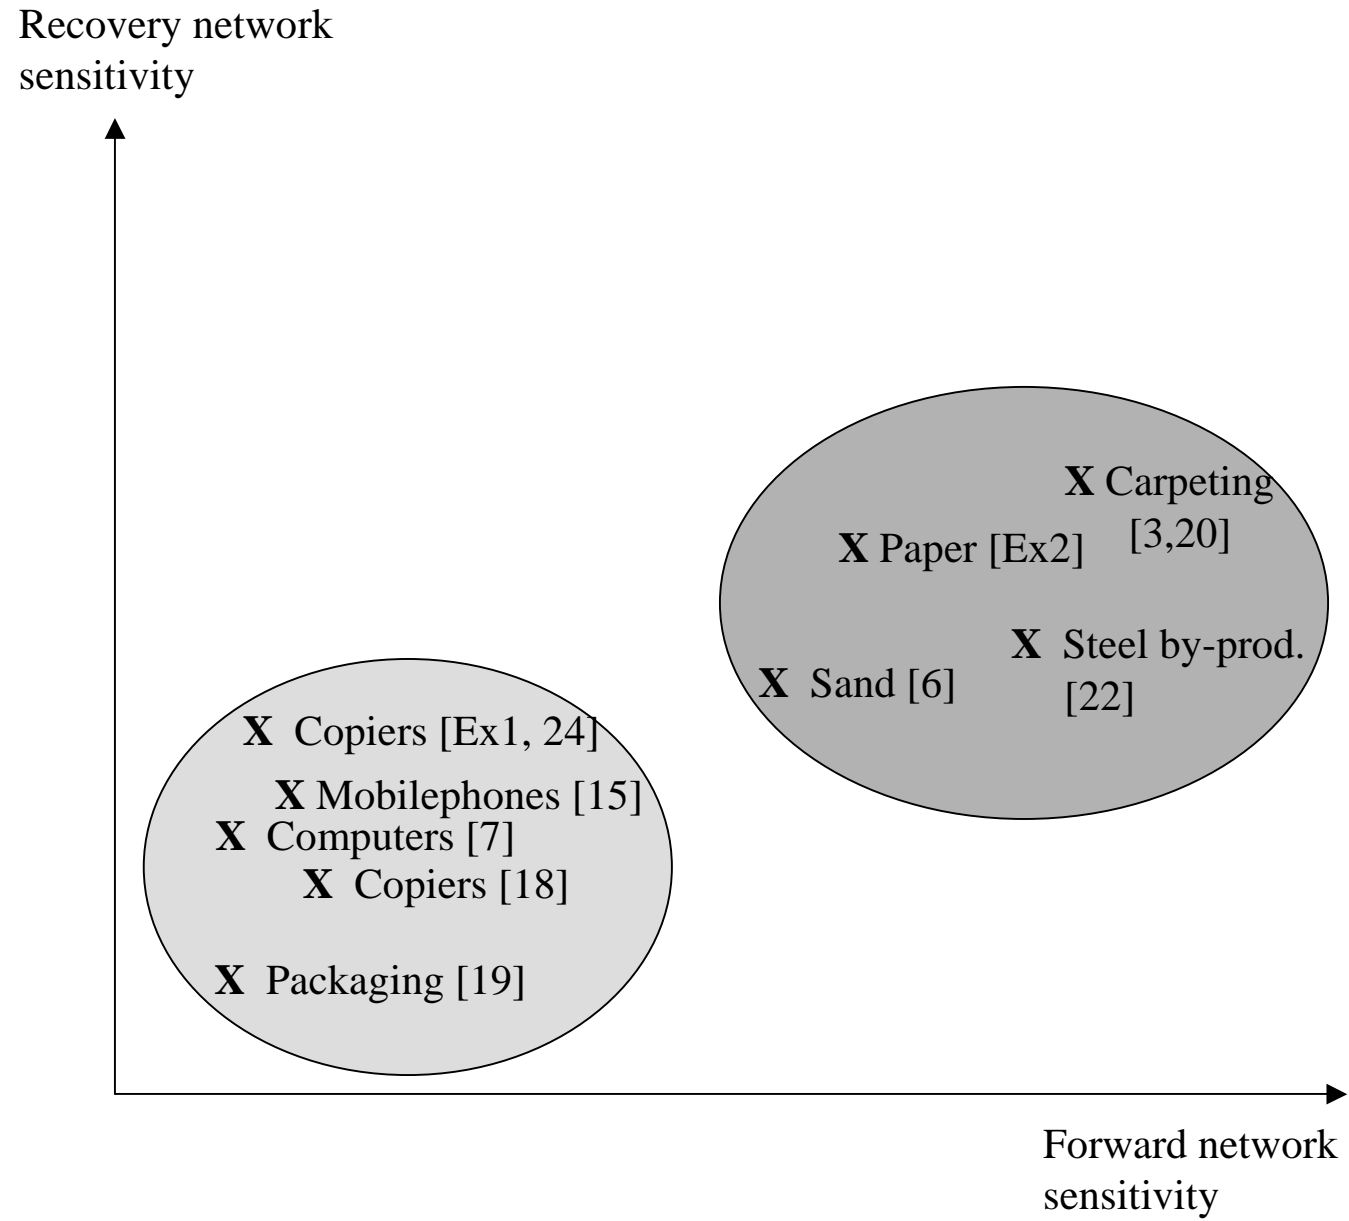 Recovery network
sensitivity
X Carpeting
[3,20]
X Paper [Ex2]
X Steel by-prod.
[22]
X Sand [6]
X Copiers [Ex1, 24]
X Mobilephones [15]
X Computers [7]
X Copiers [18]
X Packaging [19]
Forward network
sensitivity